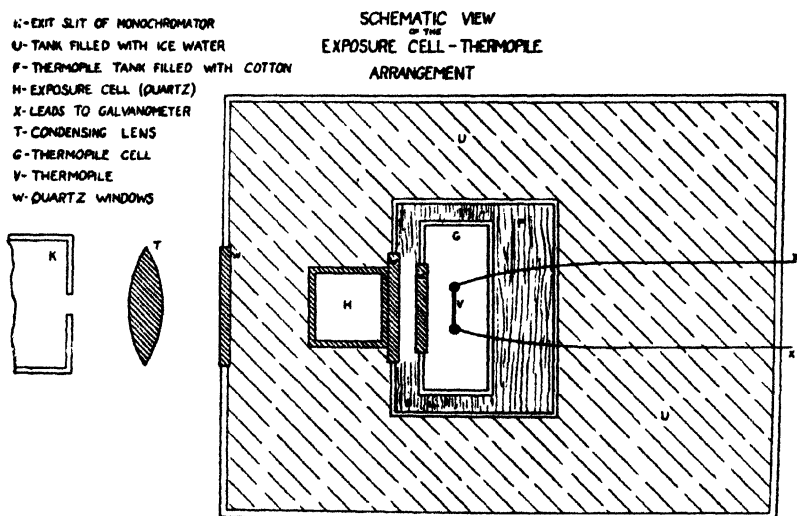 K-EXIT SLIT OF MONOCHROMATOR
U-TANK FILLED WITH ICE WATER
F-THERMOPILE TANK FILLED WITH COTTON
H-EXPOSURE CELL (QUARTZ)
X-LEADS TO GALVANOMETER
T-CONDENSING LENS
G-THERMOPILE CELL
V-THERMOPILE
W-QUARTZ WINDOWS
SCHEMATIC VIEW
OF THE
EXPOSURE CELL-THERMOPILE
ARRANGEMENT
U
G
F
K
T
W
X
H
V
X
U